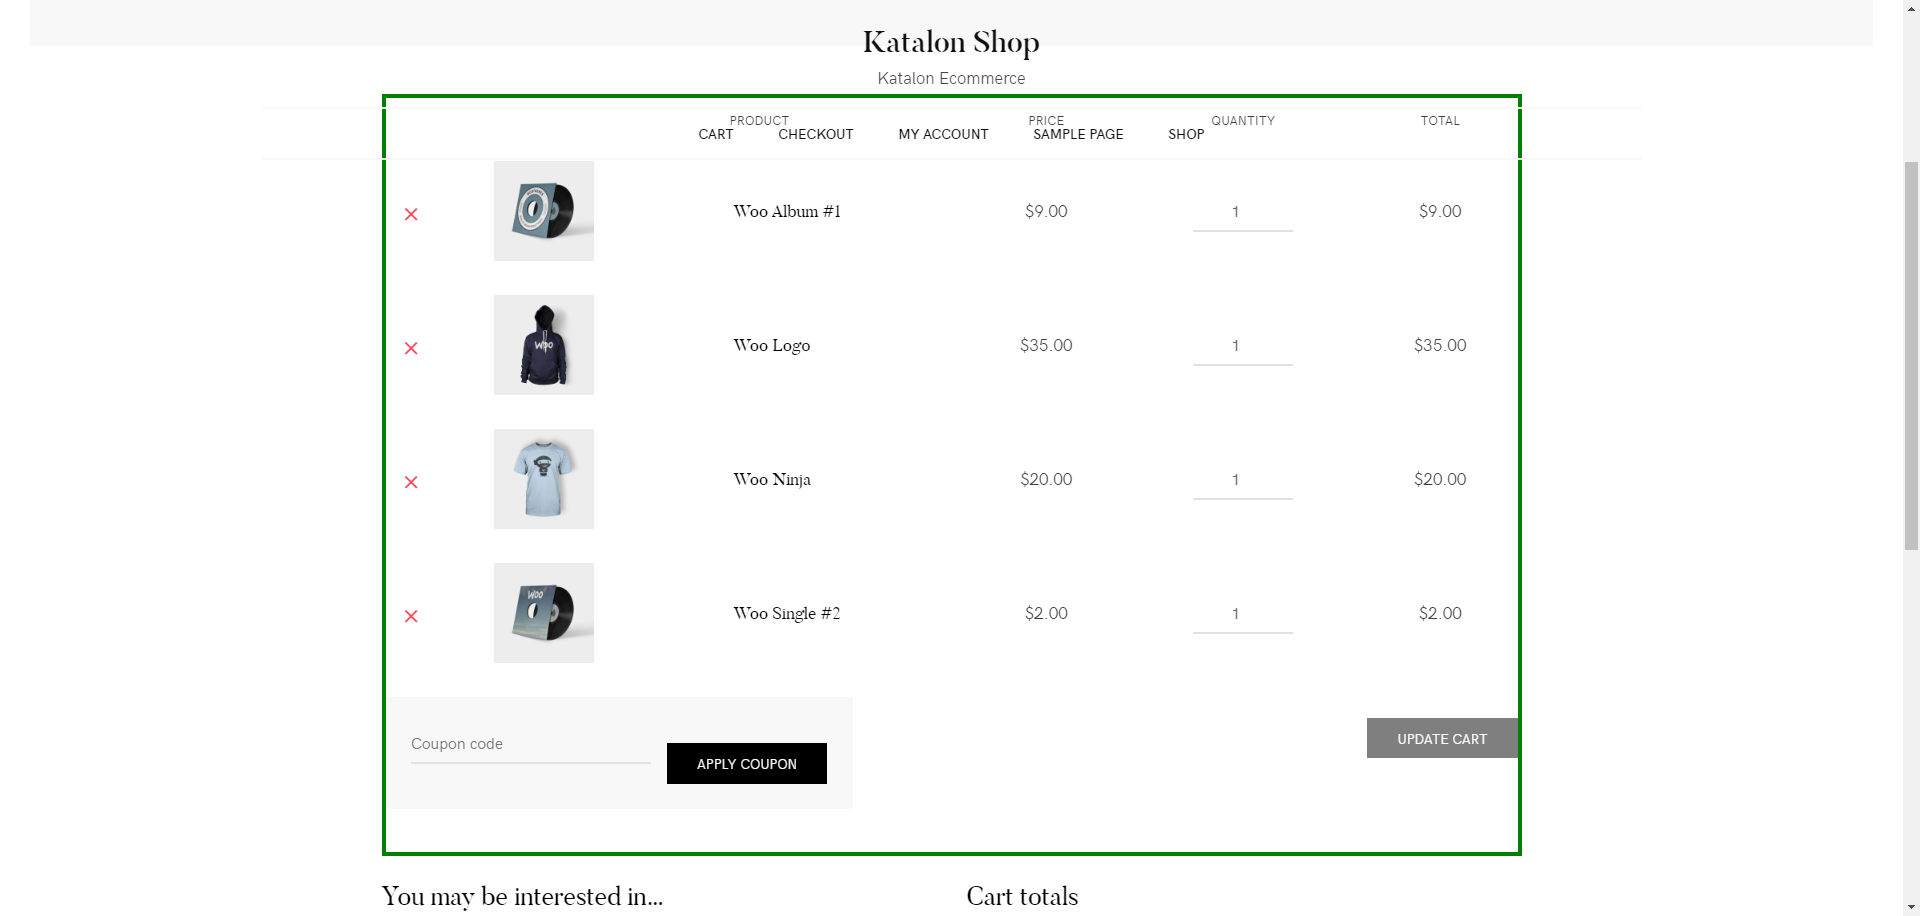 Katalon Shop
Katalon Ecommerce
PRODUCT PRICE QUANTITY TOTAL
CART CHECKOUT MY ACCOUNT SAMPLE PAGE SHOP
Woo Album #1 $9.00 1 $9.00
WOO
Woo Logo $35.00 1 $35.00
Woo Ninja $20.00 1 $20.00
WOO
Woo Single #2 $2.00 1 $2.00
Coupon code
APPLY COUPON
UPDATE CART
You may be interested in...
Cart totals